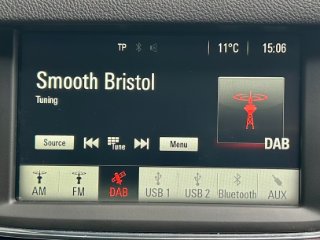 TP 11°C 15:06
Smooth Bristol
Tuning
DAB
Source Tune Menu
AM FM DAB USB 1 USB 2 Bluetooth AUX